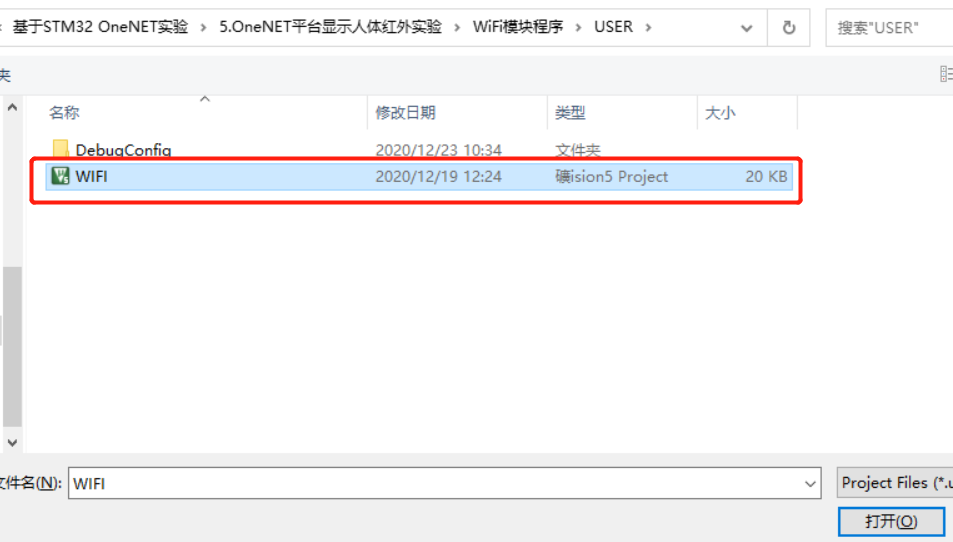 基于STM32 OneNET实验 › 5.OneNET平台显示人体红外实验 › WiFi模块程序 › USER ›
搜索"USER"
夹
名称 修改日期 类型 大小
DebugConfig 2020/12/23 10:34 文件夹
WIFI 2020/12/19 12:24 礦ision5 Project 20 KB
文件名(N): WIFI Project Files (*.u
打开(O)